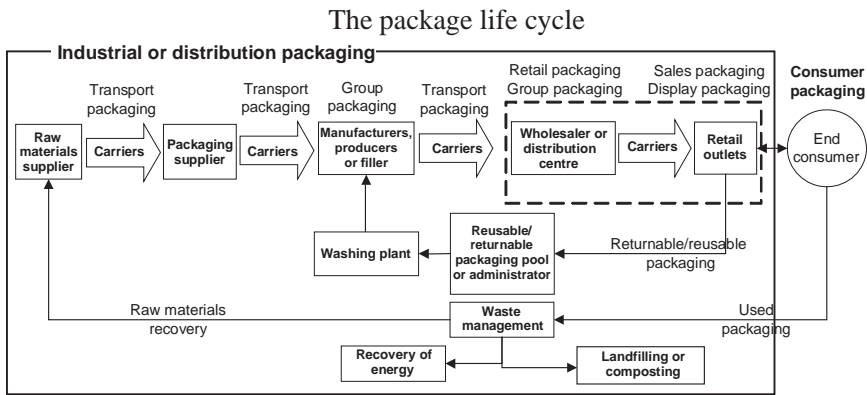 The package life cycle
Industrial or distribution packaging
Transport
packaging
Transport
packaging
Group
packaging
Transport
packaging
Retail packaging
Group packaging
Sales packaging
Display packaging
Consumer
packaging
Raw
materials
supplier
Carriers
Packaging
supplier
Carriers
Manufacturers,
producers
or filler
Carriers
Wholesaler or
distribution
centre
Carriers
Retail
outlets
End
consumer
Washing plant
Reusable/
returnable
packaging pool
or administrator
Returnable/reusable
packaging
Raw materials
recovery
Waste
management
Used
packaging
Recovery of
energy
Landfilling or
composting